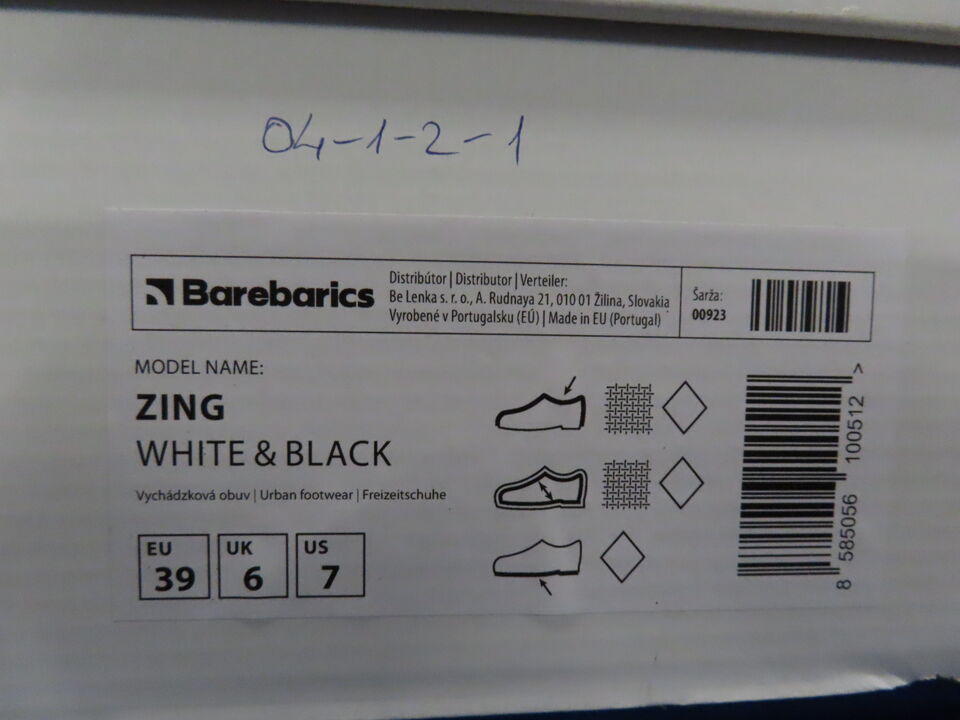 04-1-2-1
Barebarics
Distribútor | Distributor | Verteiler:
Be Lenka s. r. o., A. Rudnaya 21, 010 01 Žilina, Slovakia
Vyrobené v Portugalsku (EÚ) | Made in EU (Portugal)
Šarža:
00923
MODEL NAME:
ZING
WHITE & BLACK
Vychádzková obuv | Urban footwear | Freizeitschuhe
EU
39
UK
6
US
7
8 585056 100512 >